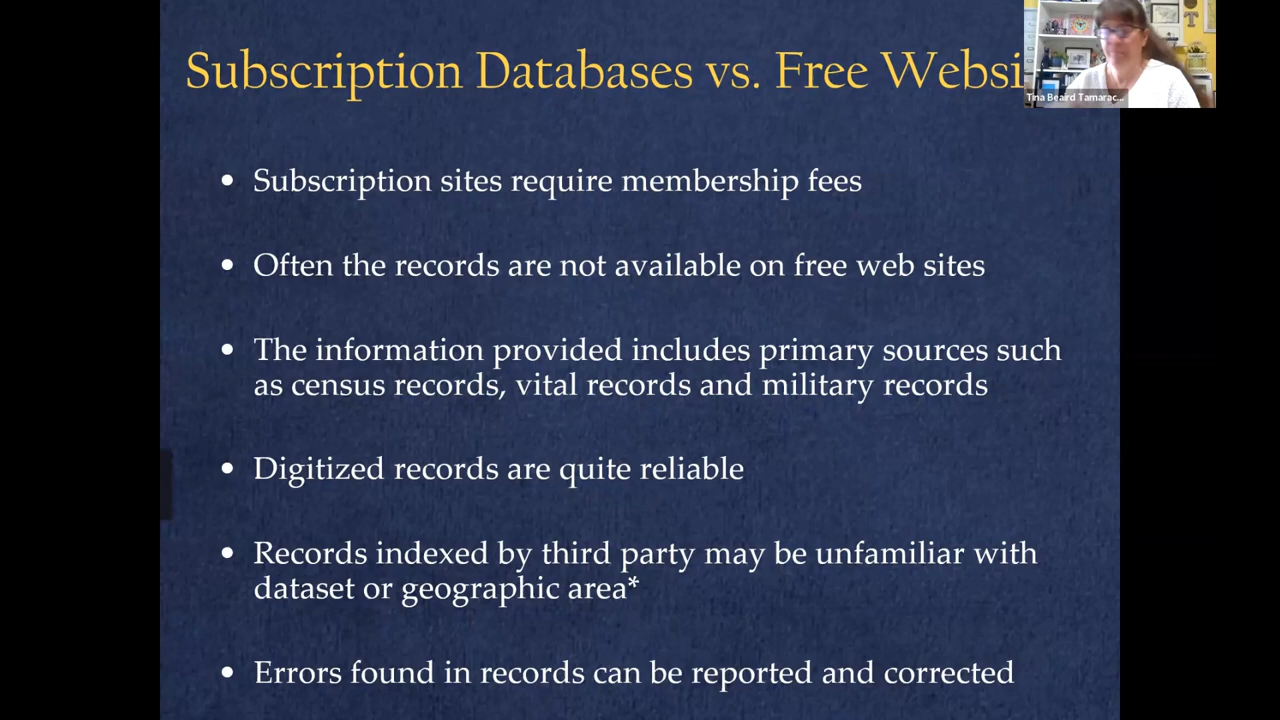 Subscription Databases vs. Free Websi
Tina Beaird Tamarac...
• Subscription sites require membership fees
• Often the records are not available on free web sites
• The information provided includes primary sources such
as census records, vital records and military records
• Digitized records are quite reliable
• Records indexed by third party may be unfamiliar with
dataset or geographic area*
• Errors found in records can be reported and corrected